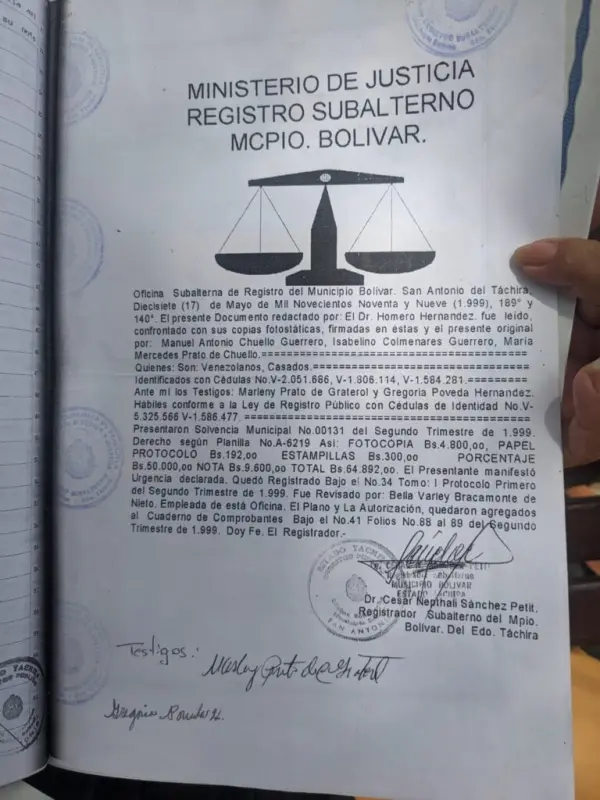 MINISTERIO DE JUSTICIA
REGISTRO SUBALTERNO
MCPIO. BOLIVAR.
Oficina Subalterna de Registro del Municipio Bolívar. San Antonio del Táchira,
Diecisiete (17) de Mayo de Mil Novecientos Noventa y Nueve (1.999), 189° y
140°. El presente Documento redactado por: El Dr. Homero Hernandez. fue leído,
confrontado con sus copias fotostáticas, firmadas en éstas y el presente original
por: Manuel Antonio Chuello Guerrero, Isabelino Colmenares Guerrero, María
Mercedes Prato de Chuello.=====================================
Quienes: Son: Venezolanos, Casados.===========================
Identificados con Cédulas No.V-2.051.686, V-1.806.114, V-1.584.281.=========
Ante mi los Testigos: Marleny Prato de Graterol y Gregoria Poveda Hernandez.
Hábiles conforme a la Ley de Registro Público con Cédulas de Identidad No.V-
5.325.566 V-1.586.477.=======================================
Presentaron Solvencia Municipal No.00131 del Segundo Trimestre de 1.999.
Derecho según Planilla No.A-6219 Asi: FOTOCOPIA Bs.4.800,oo, PAPEL
PROTOCOLO Bs.192,oo ESTAMPILLAS Bs.300,oo PORCENTAJE
Bs.50.000,oo NOTA Bs.9.600,oo TOTAL Bs.64.892,oo. El Presentante manifestó
Urgencia declarada. Quedó Registrado Bajo el No.34 Tomo: I Protocolo Primero
del Segundo Trimestre de 1.999. Fue Revisado por: Bella Varley Bracamonte de
Nieto. Empleada de está Oficina. El Plano y La Autorización, quedaron agregados
al Cuaderno de Comprobantes Bajo el No.41 Folios No.88 al 89 del Segundo
Trimestre de 1.999. Doy Fe. El Registrador.-
ESTADO TACHIRA
SAN ANTONIO
MUNICIPIO BOLIVAR
Dr. Cesar Nepthali Sánchez Petit.
Registrador Subalterno del Mpio.
Bolívar. Del Edo. Táchira
Testigos: